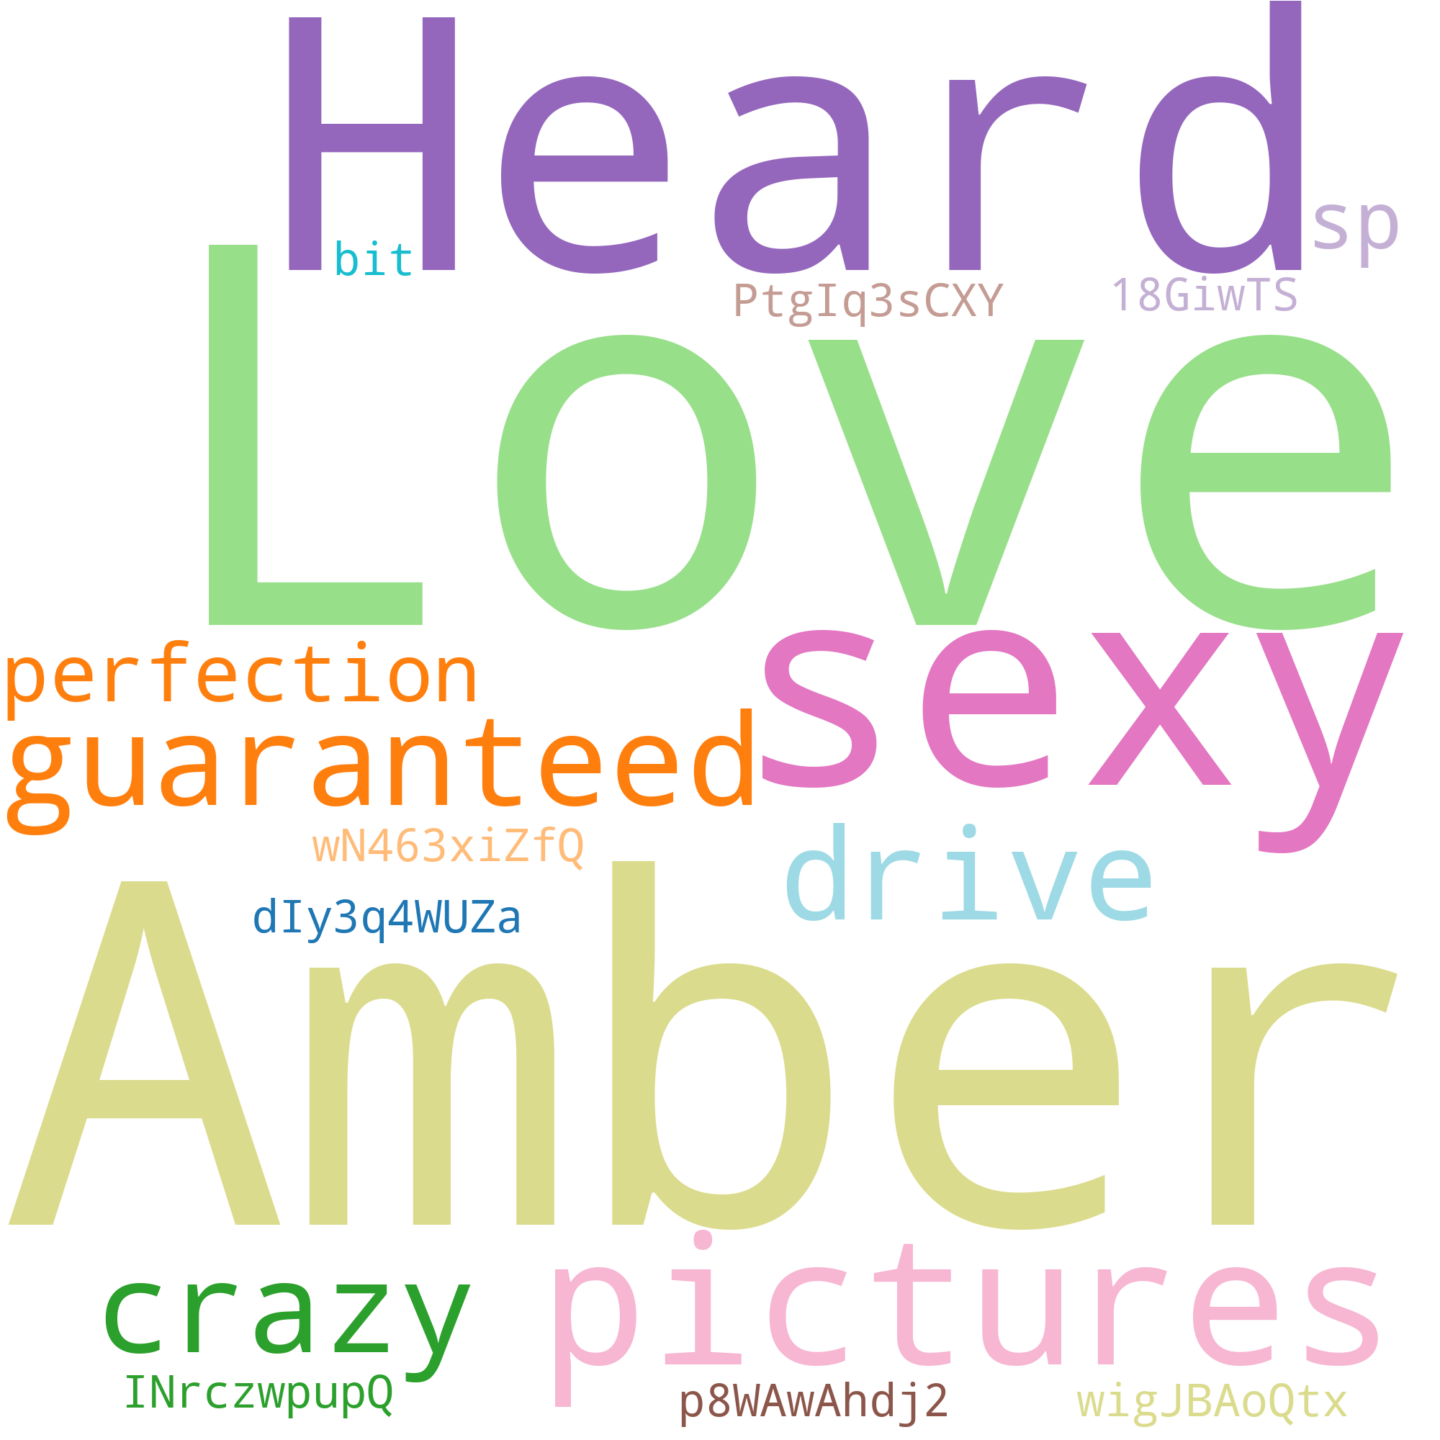 Heard
sp
bit
PtgIq3sCXY
18GiwTS
Love
perfection
sexy
guaranteed
wN463xiZfQ
drive
dIy3q4WUZa
Amber
crazy
pictures
INrczwpupQ
p8WAwAhdj2
wigJBAoQtx